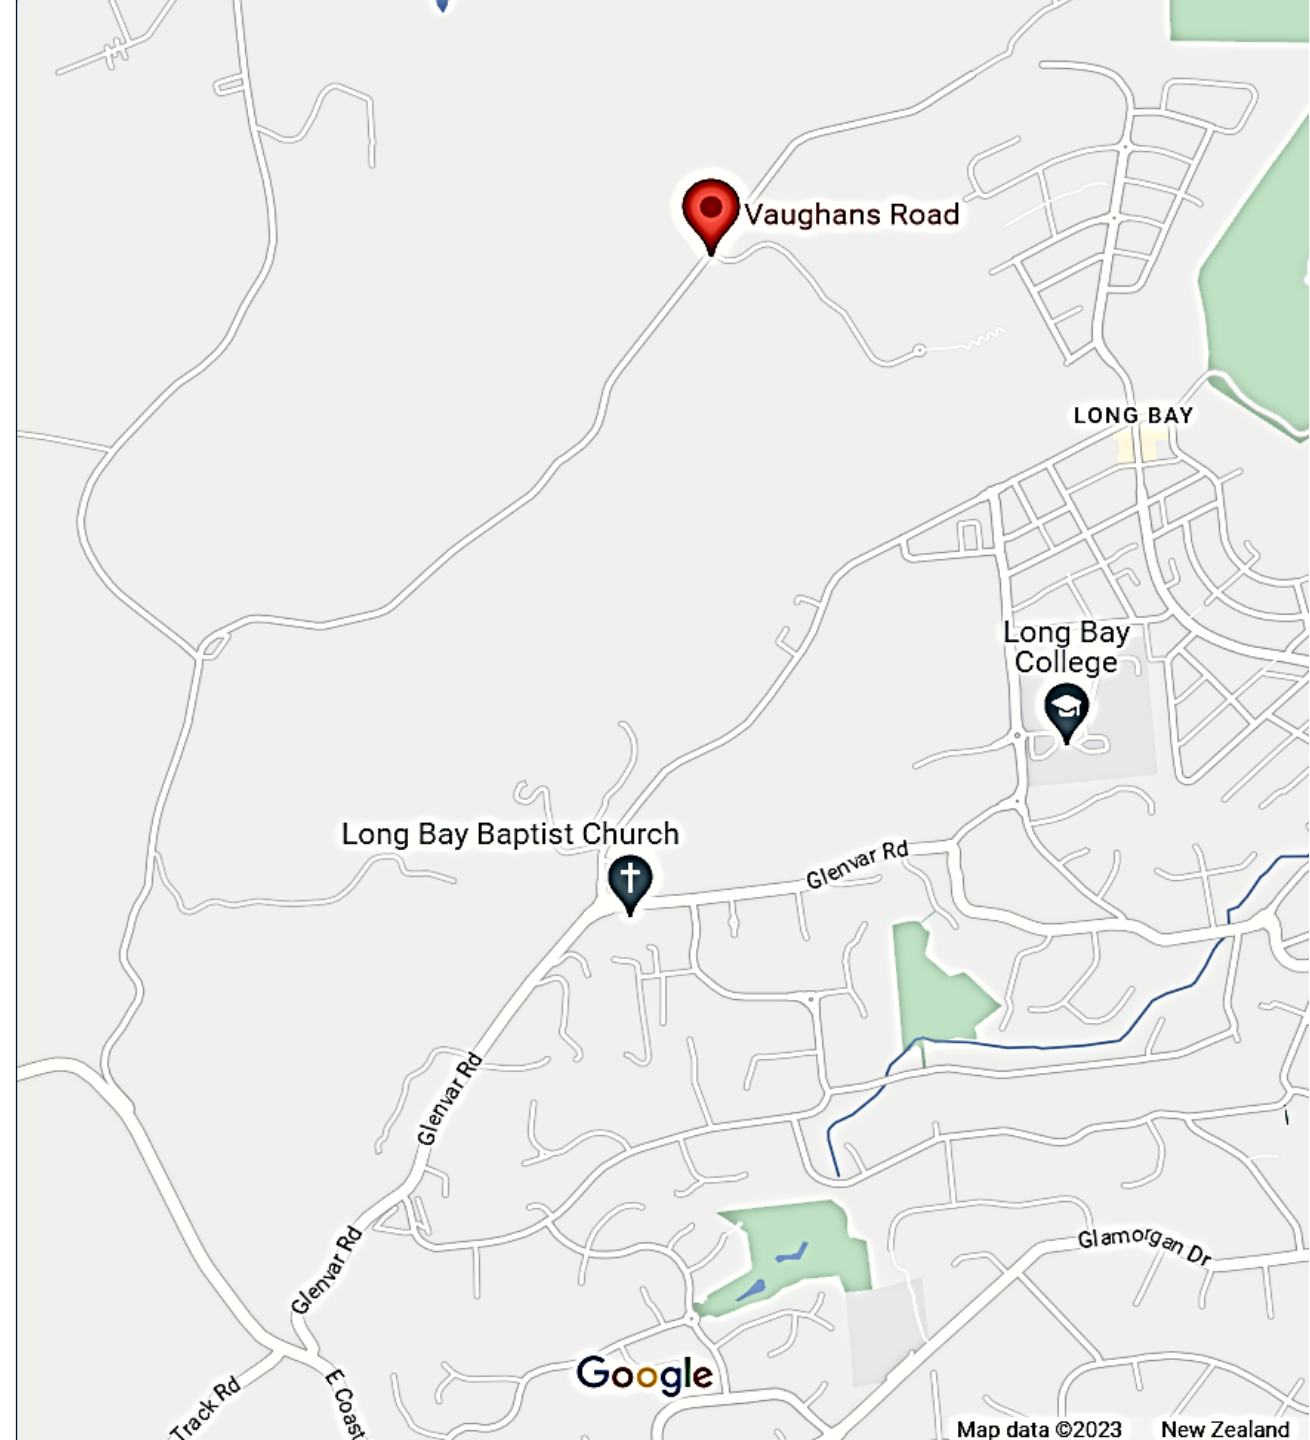 Vaughans Road
LONG BAY
Long Bay
College
Long Bay Baptist Church
Glenvar Rd
Glenvar Rd
Glenvar Rd
Glamorgan Dr
Google
Track Rd
E Coast
Map data ©2023 New Zealand